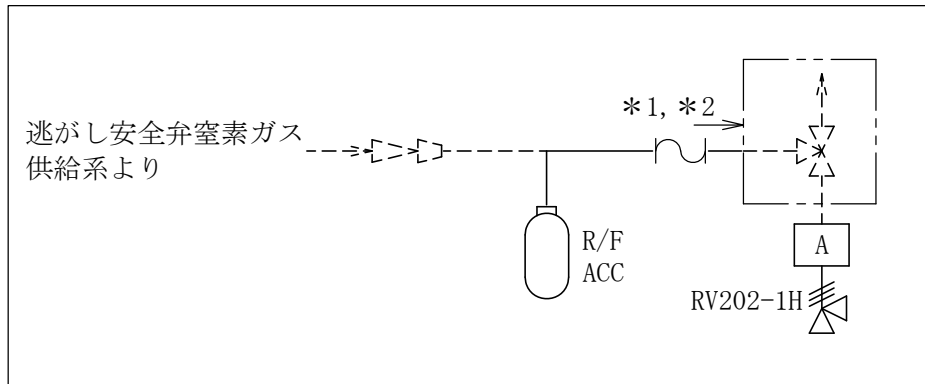 逃がし安全弁窒素ガス
供給系より
*1, *2
R/F
ACC
A
RV202-1H